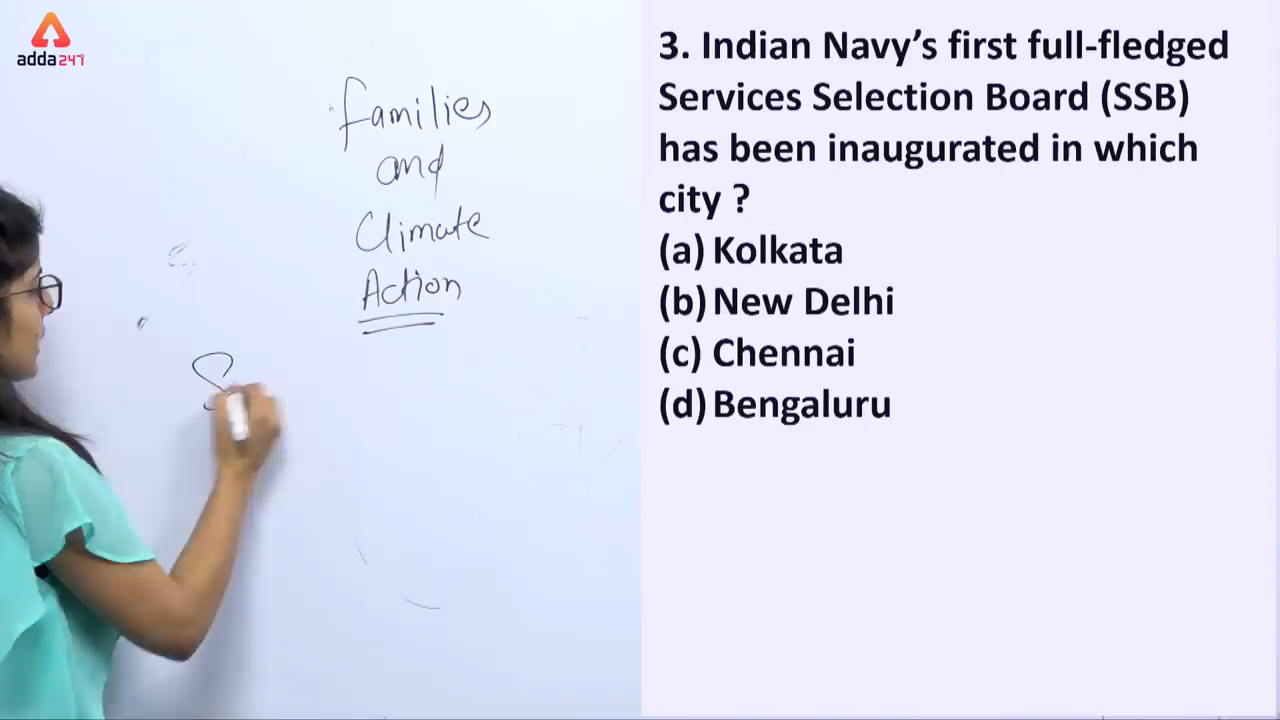 adda247
Families
and
Climate
Action
S
3. Indian Navy's first full-fledged
Services Selection Board (SSB)
has been inaugurated in which
city ?
(a) Kolkata
(b) New Delhi
(c) Chennai
(d) Bengaluru